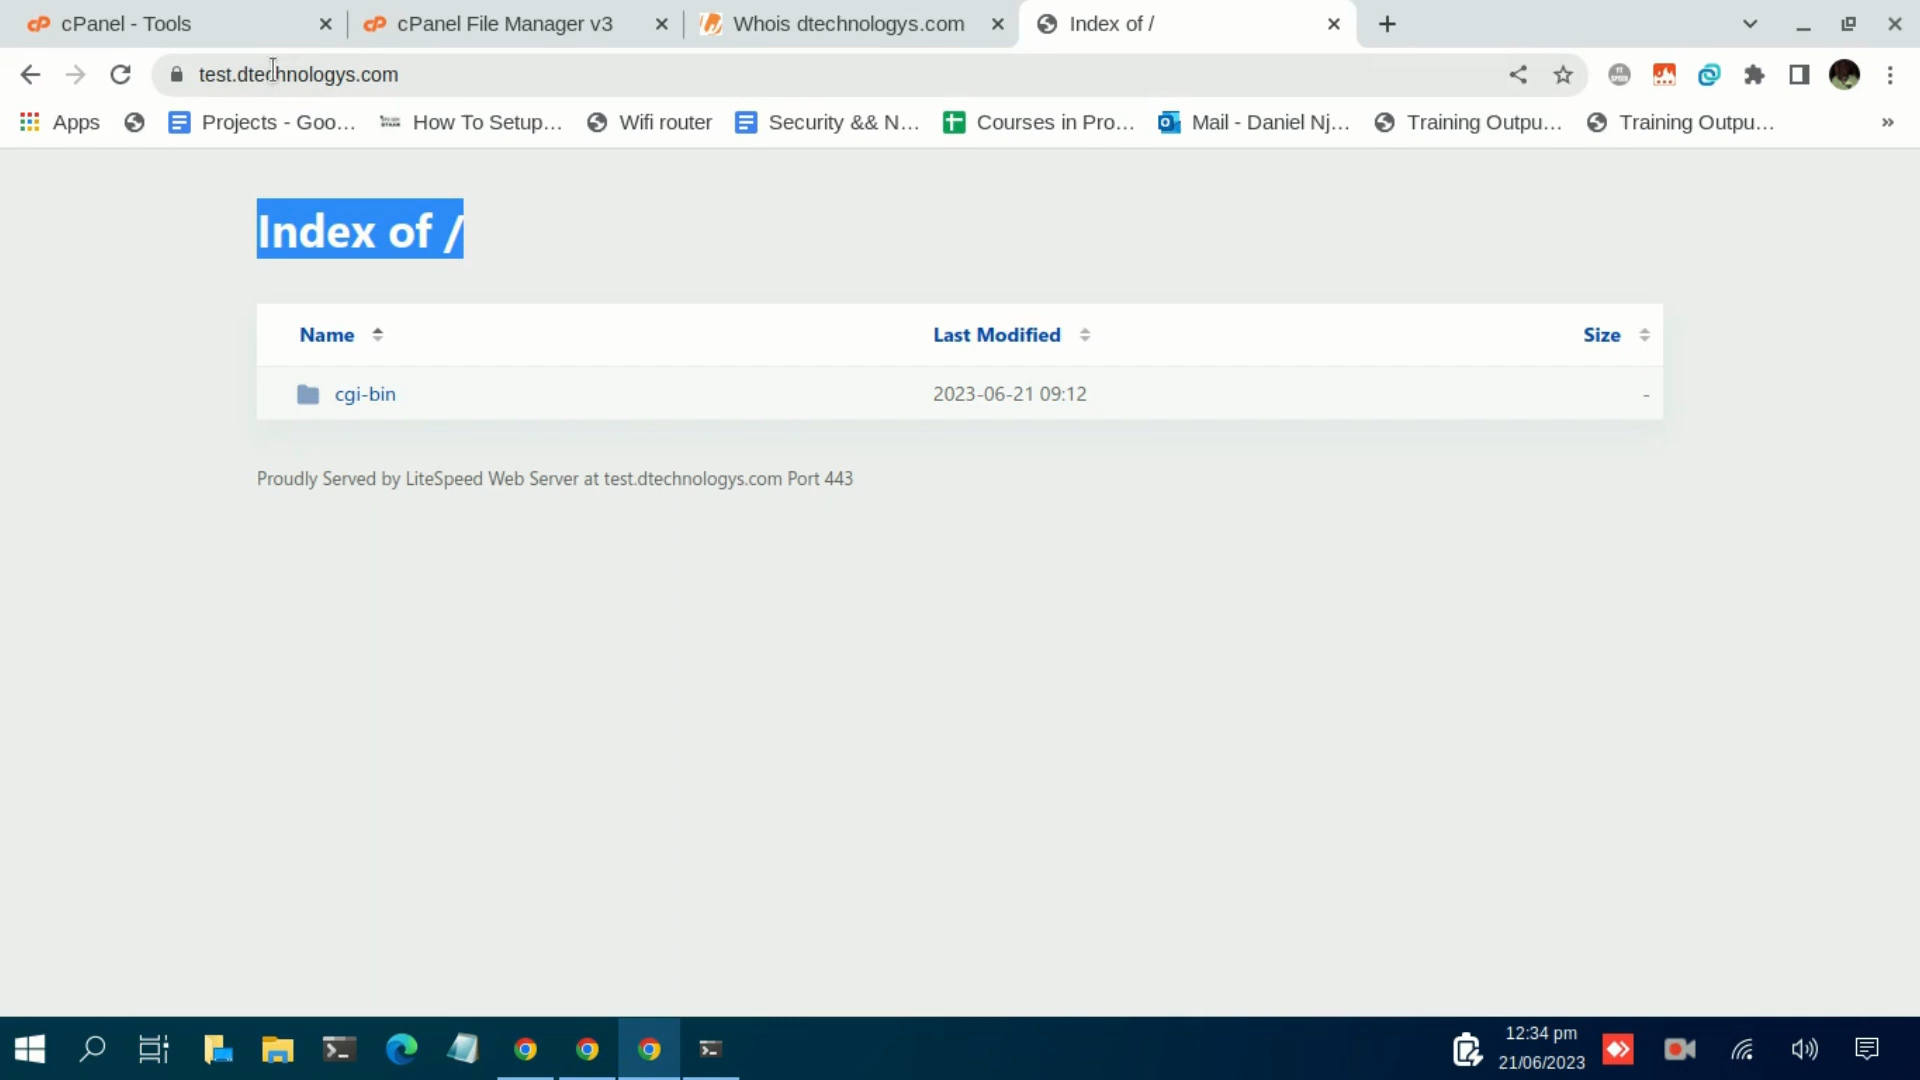 cPanel - Tools
cPanel File Manager v3
Whois dtechnologys.com
Index of /
test.dtechnologys.com
Apps
Projects - Goo...
How To Setup...
Wifi router
Security && N...
Courses in Pro...
Mail - Daniel Nj...
Training Outpu...
Training Outpu...
»
Index of /
Name
Last Modified
Size
cgi-bin
2023-06-21 09:12
-
Proudly Served by LiteSpeed Web Server at test.dtechnologys.com Port 443
12:34 pm
21/06/2023